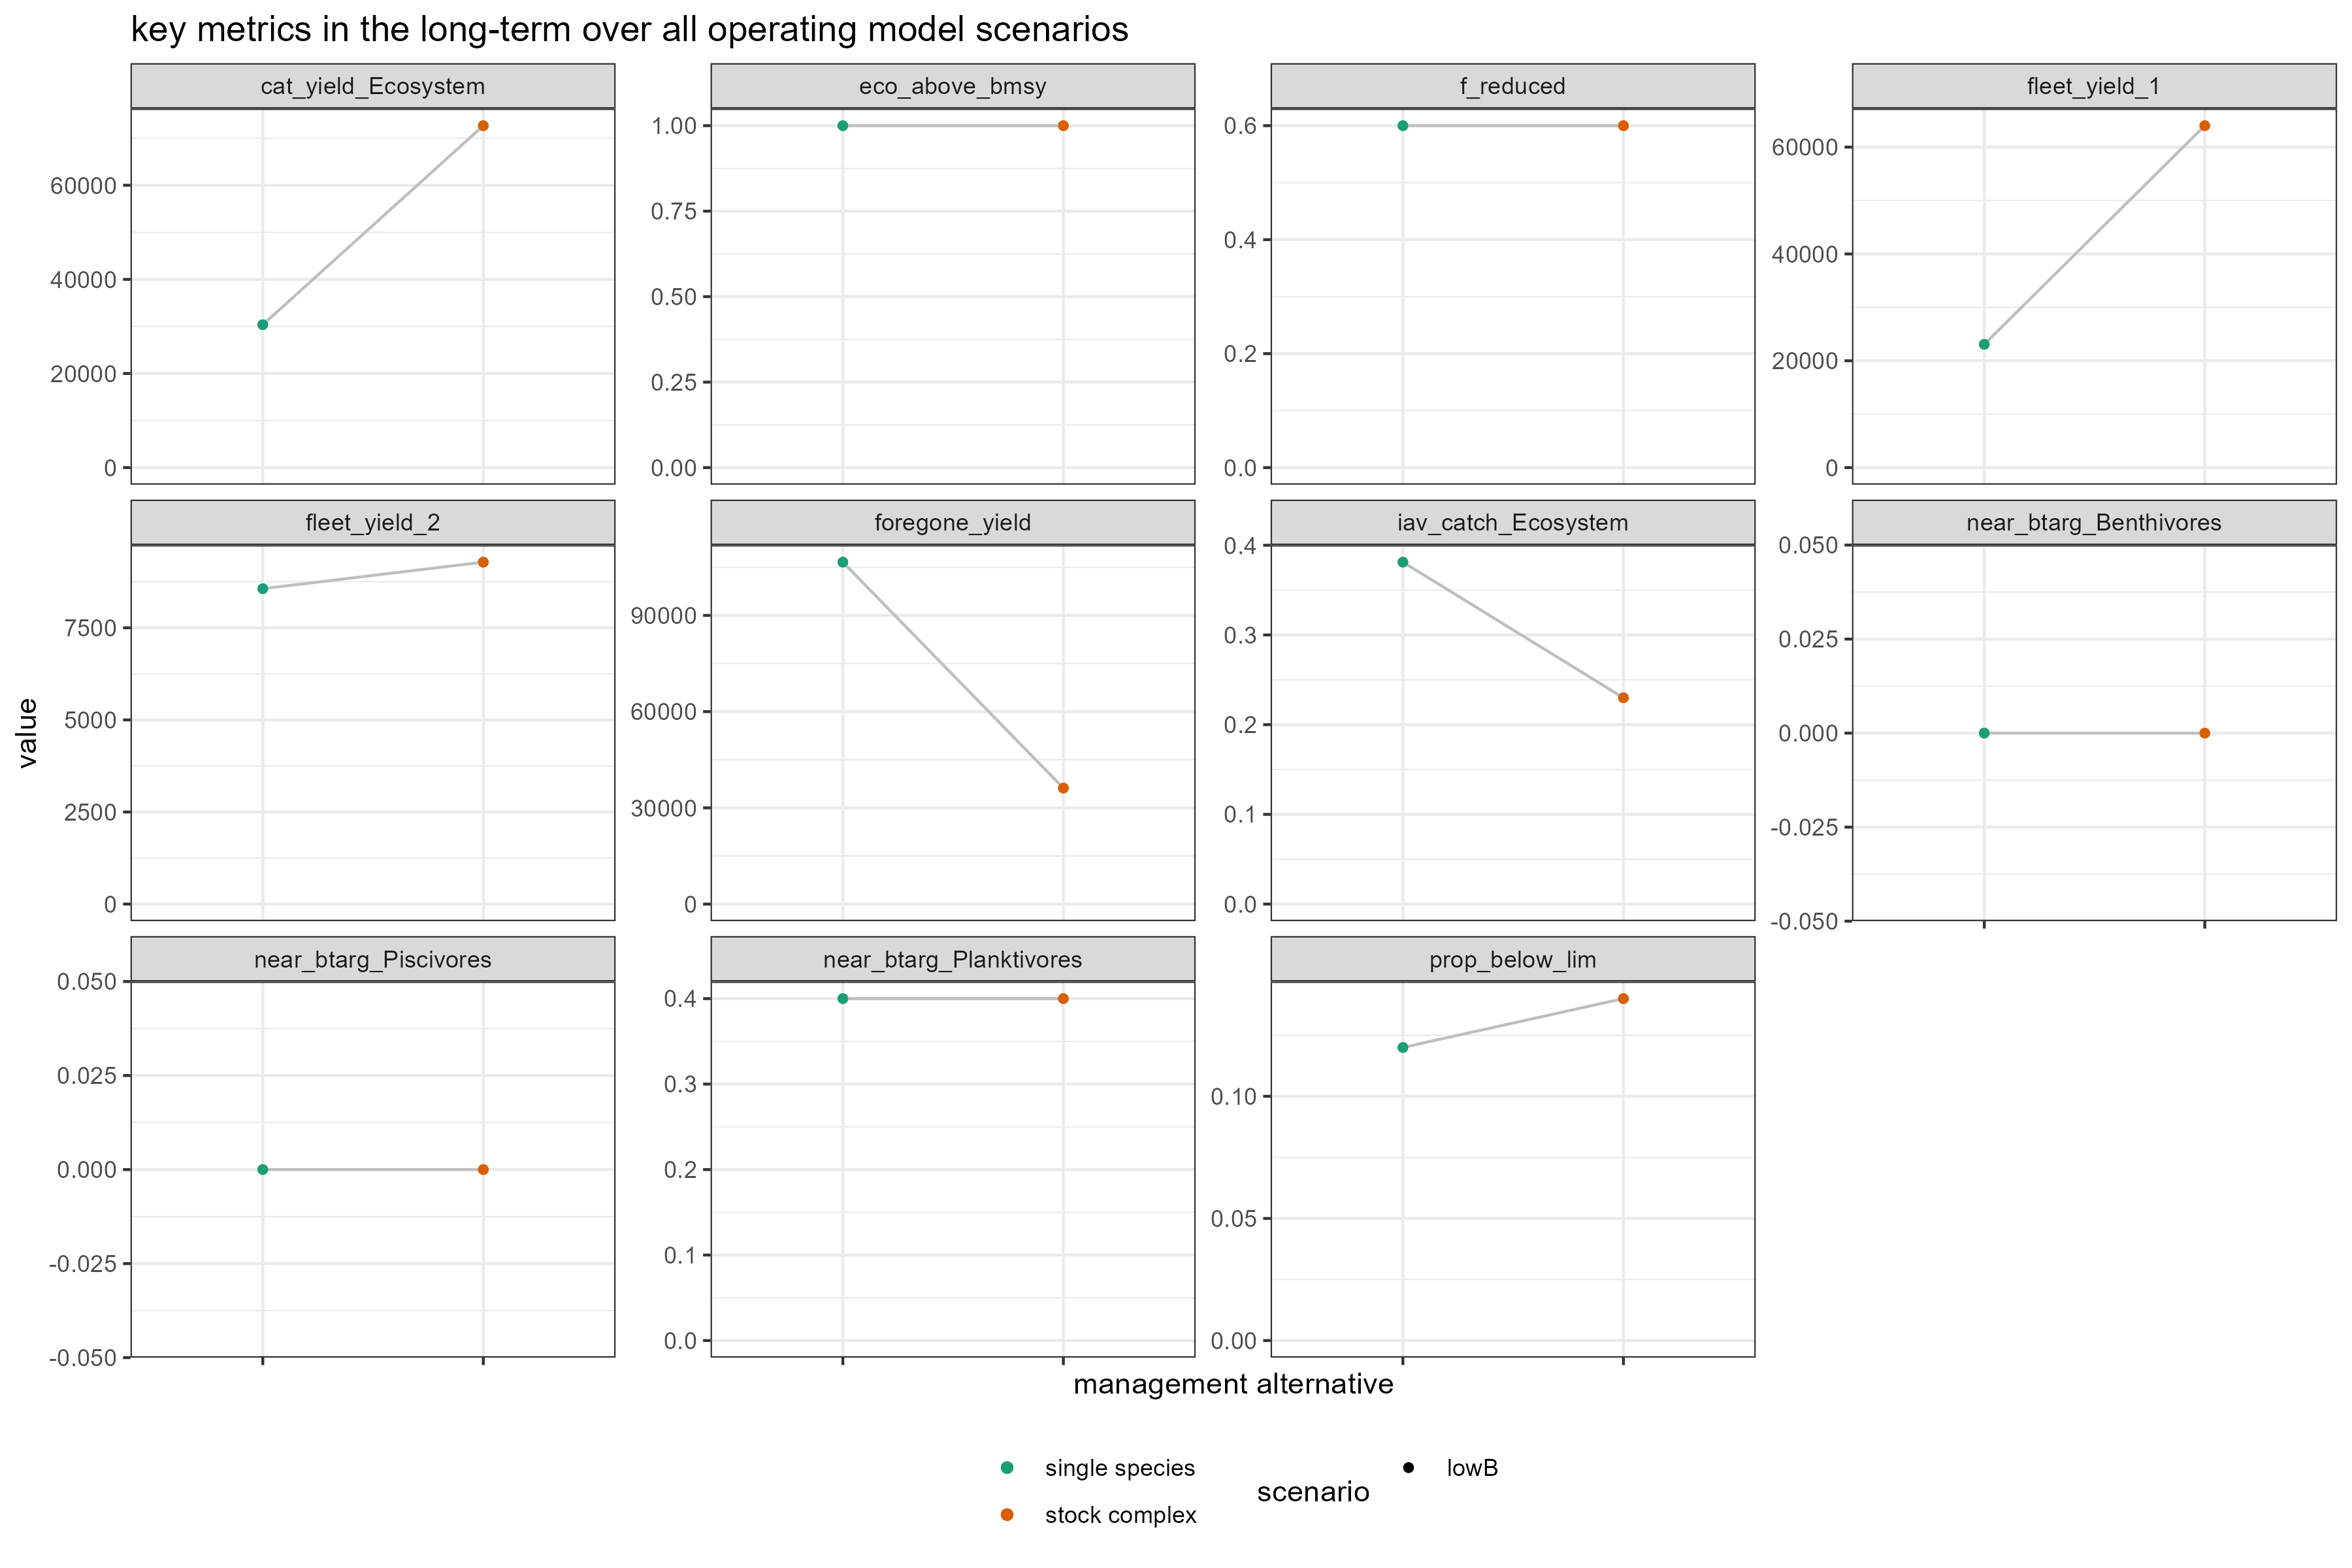 key metrics in the long-term over all operating model scenarios
cat_yield_Ecosystem
eco_above_bmsy
f_reduced
fleet_yield_1
60000
40000
20000
0
1.00
0.75
0.50
0.25
0.00
0.6
0.4
0.2
0.0
60000
40000
20000
0
fleet_yield_2
foregone_yield
iav_catch_Ecosystem
near_btarg_Benthivores
7500
5000
2500
0
90000
60000
30000
0
0.4
0.3
0.2
0.1
0.0
0.050
0.025
0.000
-0.025
-0.050
value
near_btarg_Piscivores
near_btarg_Planktivores
prop_below_lim
0.050
0.025
0.000
-0.025
-0.050
0.4
0.3
0.2
0.1
0.0
0.10
0.05
0.00
management alternative
single species
stock complex
scenario
lowB